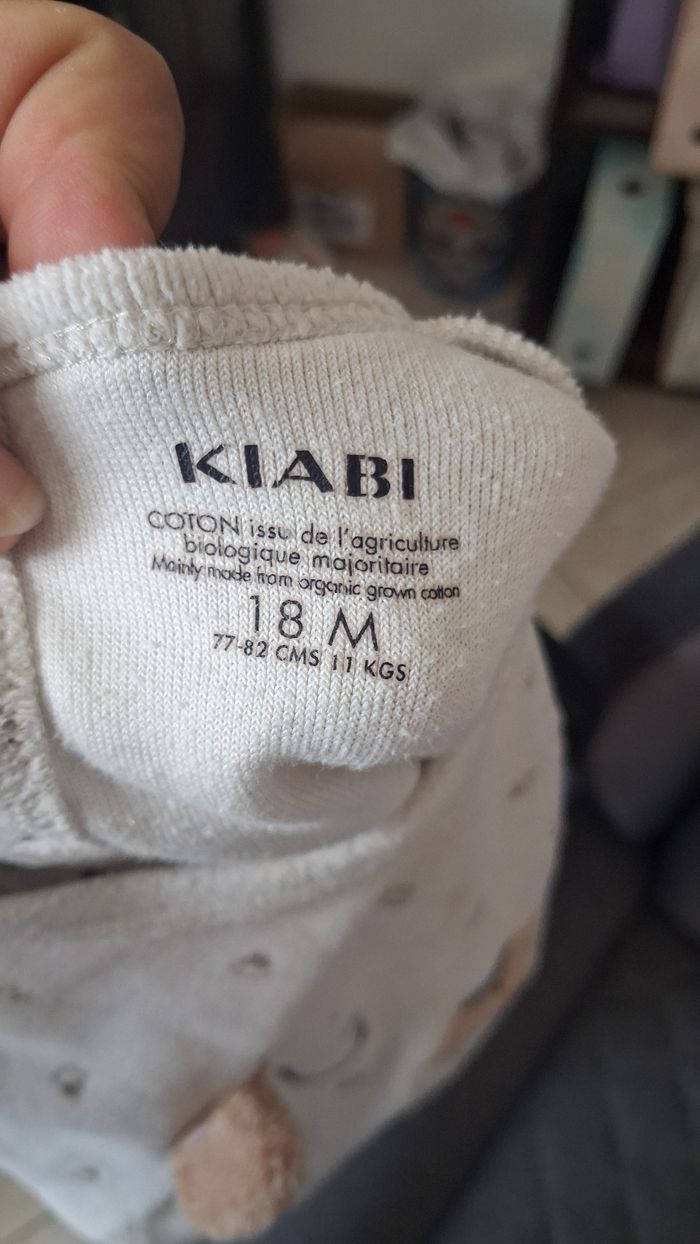 KIABI
COTON issu de l'agriculture
biologique majoritaire
Mainly made from organic grown cotton
18 M
77-82 CMS 11 KGS